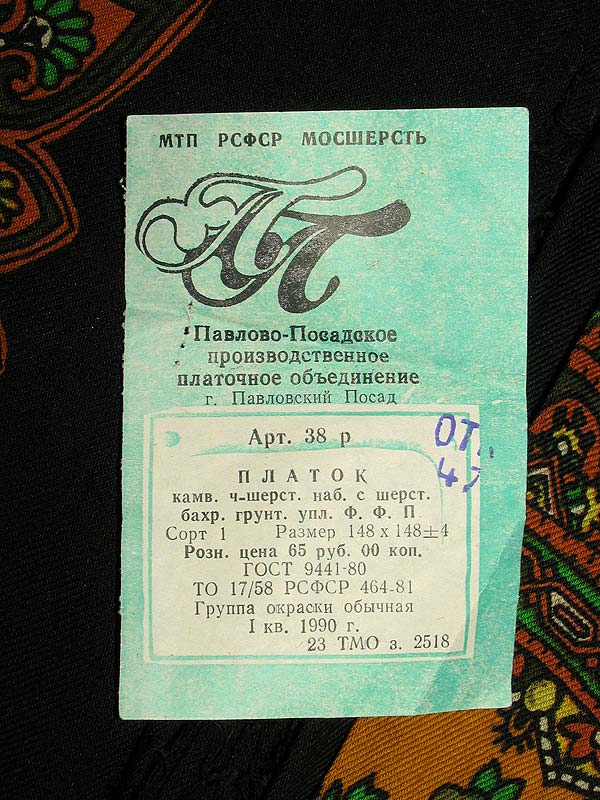 МТП РСФСР МОСШЕРСТЬ
Павлово-Посадское
производственное
платочное объединение
г. Павловский Посад
Арт. 38 р
ОТ
ПЛАТОК
камв. ч-шерст. наб. с шерст.
бахр. грунт. упл. Ф. Ф. П
Сорт 1 Размер 148 х 148±4
Розн. цена 65 руб. 00 коп.
ГОСТ 9441-80
ТО 17/58 РСФСР 464-81
Группа окраски обычная
I кв. 1990 г.
23 ТМО з. 2518